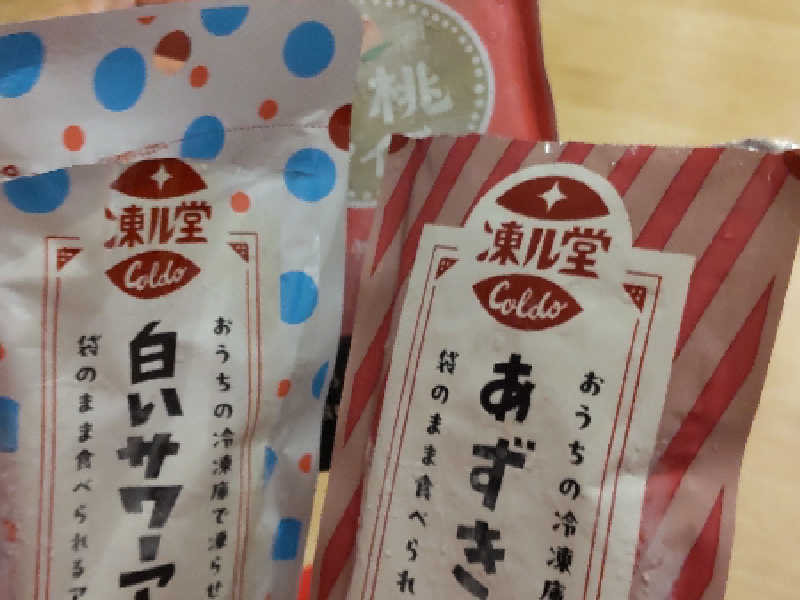 桃
凍ル堂
Coldo
おうちの冷凍庫で凍らせ
白いサワーア
袋のまま食べられるア
凍ル堂
Coldo
おうちの冷凍庫
あずき
袋のまま食べられ